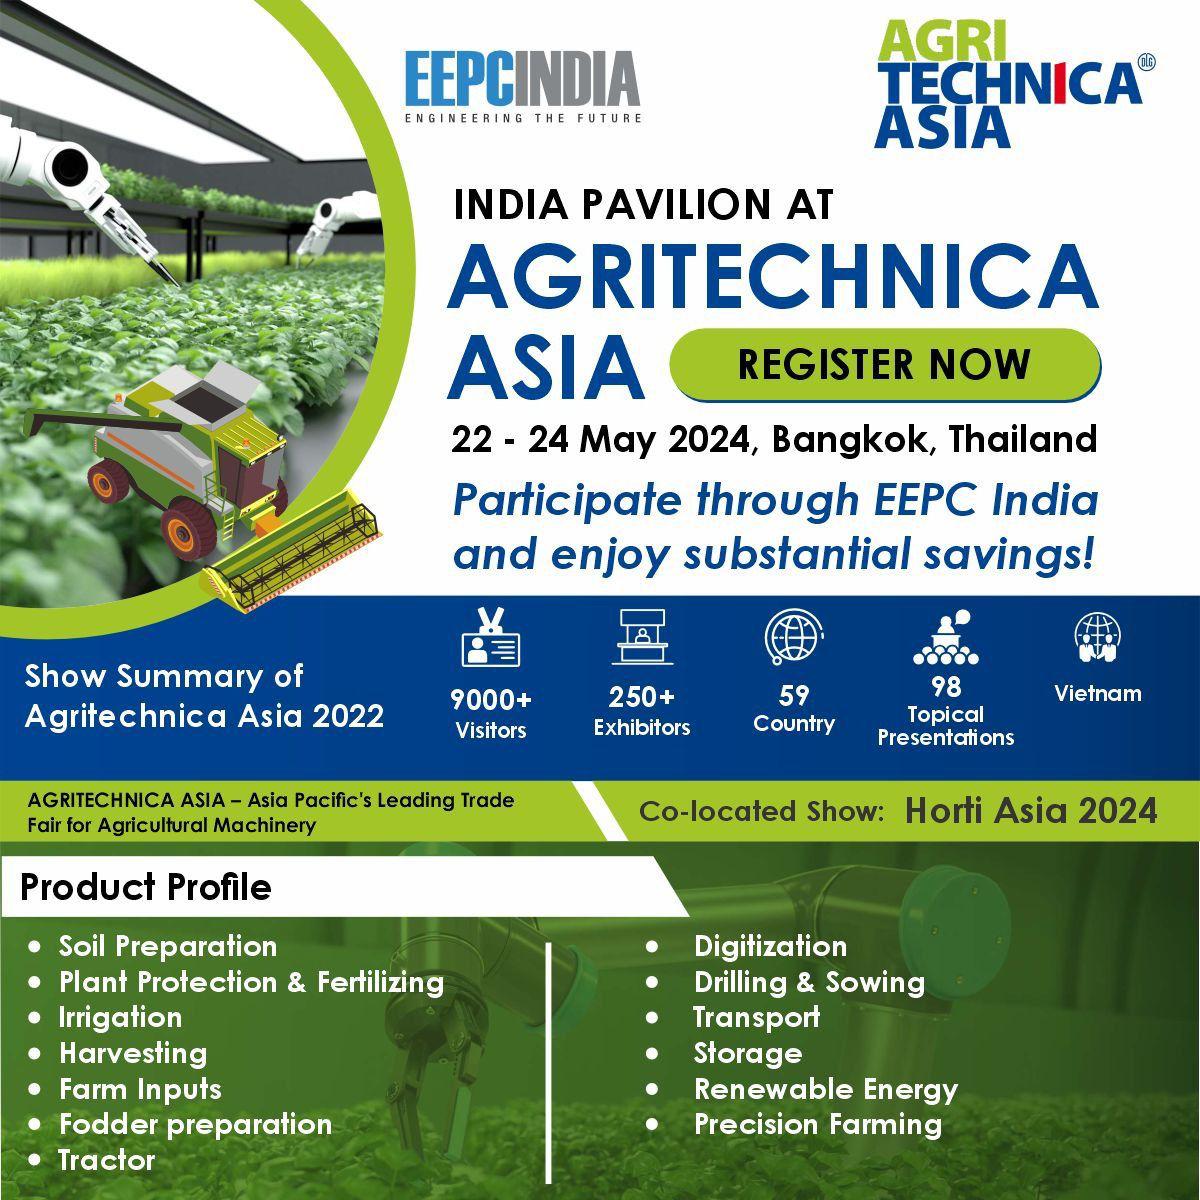 EEPCINDIA
ENGINEERING THE FUTURE
AGRI
TECHNICA
ASIA
DLG
INDIA PAVILION AT
AGRITECHNICA
ASIA
REGISTER NOW
22 - 24 May 2024, Bangkok, Thailand
Participate through EEPC India
and enjoy substantial savings!
Show Summary of
Agritechnica Asia 2022
9000+
Visitors
250+
Exhibitors
59
Country
98
Topical
Presentations
Vietnam
AGRITECHNICA ASIA – Asia Pacific's Leading Trade
Fair for Agricultural Machinery
Co-located Show: Horti Asia 2024
Product Profile
• Soil Preparation
• Plant Protection & Fertilizing
• Irrigation
• Harvesting
• Farm Inputs
• Fodder preparation
• Tractor
• Digitization
• Drilling & Sowing
• Transport
• Storage
• Renewable Energy
• Precision Farming